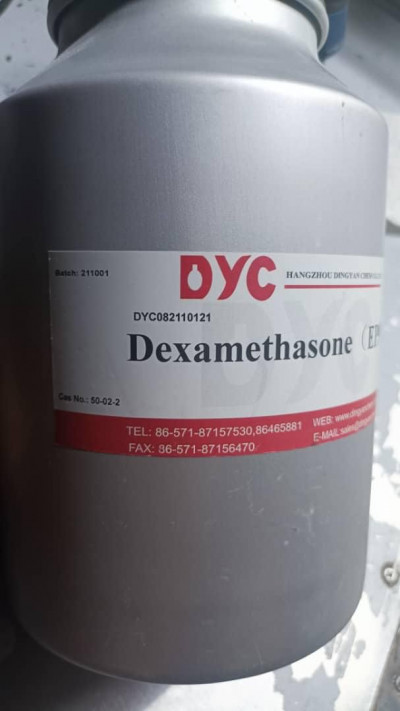 Batch: 211001
DYC
HANGZHOU DINGYAN CHEM
DYC082110121
Dexamethasone
Cas No.: 50-02-2
TEL: 86-571-87157530,86465881
FAX: 86-571-87156470
WEB:
E-MAIL: